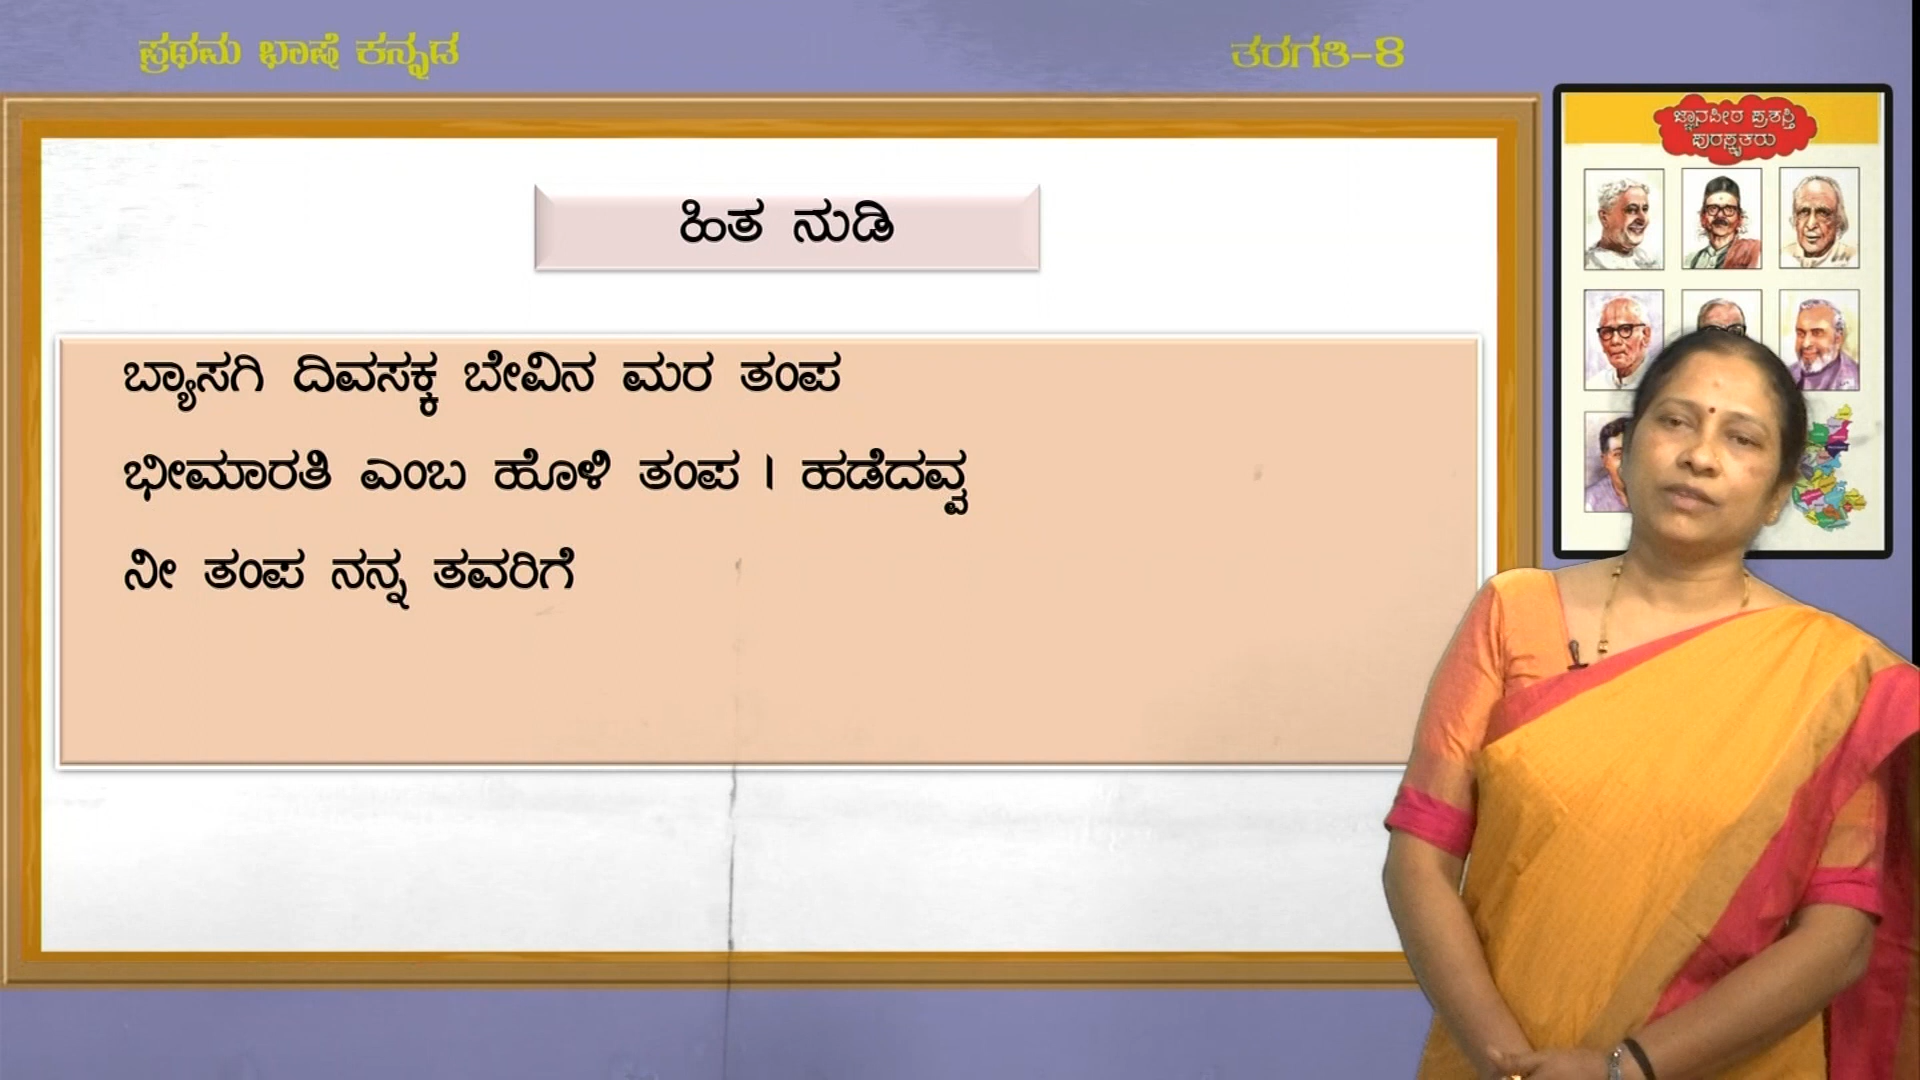 ಪ್ರಥಮ ಭಾಷೆ ಕನ್ನಡ
ತರಗತಿ-8
ಜ್ಞಾನಪೀಠ ಪ್ರಶಸ್ತಿ
ಪುರಸ್ಕೃತರು
ಹಿತ ನುಡಿ
ಬ್ಯಾಸಗಿ ದಿವಸಕ್ಕ ಬೇವಿನ ಮರ ತಂಪ
ಭೀಮಾರತಿ ಎಂಬ ಹೊಳಿ ತಂಪ । ಹಡೆದವ್ವ
ನೀ ತಂಪ ನನ್ನ ತವರಿಗೆ